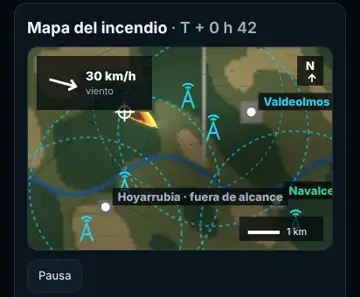 Mapa del incendio · T + 0 h 42
30 km/h
viento
N
Valdeolmos
Hoyarrubia · fuera de alcance
Navalce
1 km
Pausa